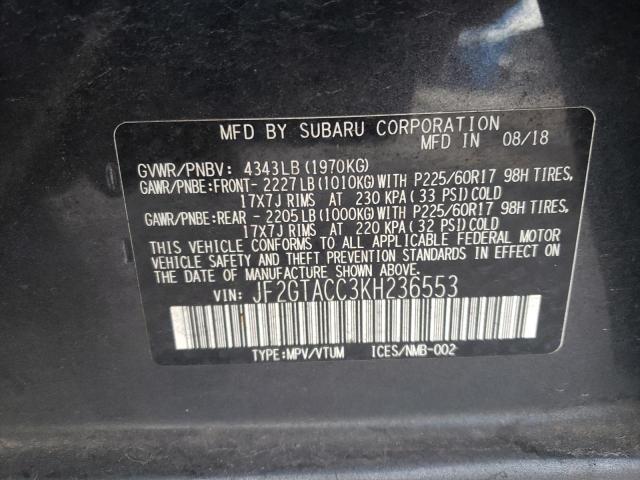 MFD BY SUBARU CORPORATION
MFD IN 08/18
GVWR/PNBV: 4343LB (1970KG)
GAWR/PNBE:FRONT- 2227LB(1010KG)WITH P225/60R17 98H TIRES,
17X7J RIMS AT 230 KPA( 33 PSI)COLD
GAWR/PNBE:REAR - 2205LB(1000KG)WITH P225/60R17 98H TIRES,
17X7J RIMS AT 220 KPA( 32 PSI)COLD
THIS VEHICLE CONFORMS TO ALL APPLICABLE FEDERAL MOTOR
VEHICLE SAFETY AND THEFT PREVENTION STANDARDS IN EFFECT ON
THE DATE OF MANUFACTURE SHOWN ABOVE.
VIN: JF2GTACC3KH236553
TYPE:MPV/VTUM ICES/NMB-002